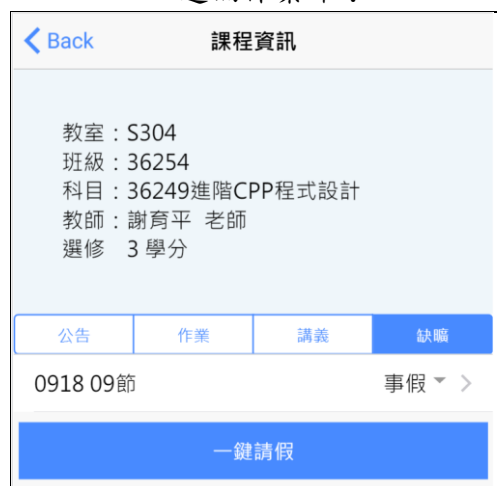 Back 課程資訊
教室：S304
班級：36254
科目：36249進階CPP程式設計
教師：謝育平 老師
選修 3 學分
公告 作業 講義 缺曠
0918 09節 事假
一鍵請假